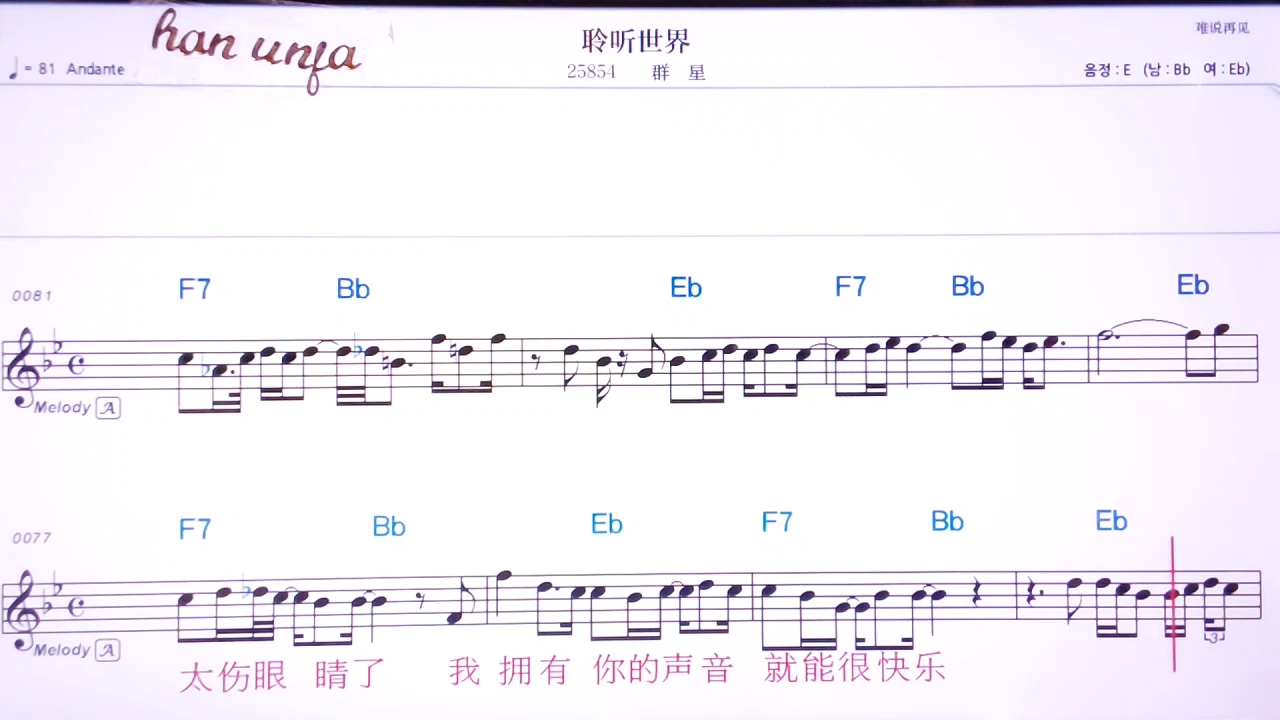 han unfa
聆听世界
难说再见
♩= 81 Andante
25854 群 星
음정 : E (남 : Bb 여 : Eb)
F7 Bb Eb F7 Bb Eb
0081
Melody A
F7 Bb Eb F7 Bb Eb
0077
3
Melody A
太伤眼 睛了 我 拥有 你的声音 就能很快乐